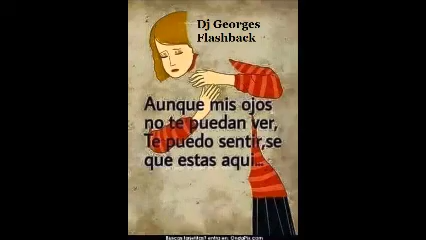 Dj Georges
Flashback
Aunque mis ojos
no te puedan ver,
Te puedo sentir,se
que estas aqui...